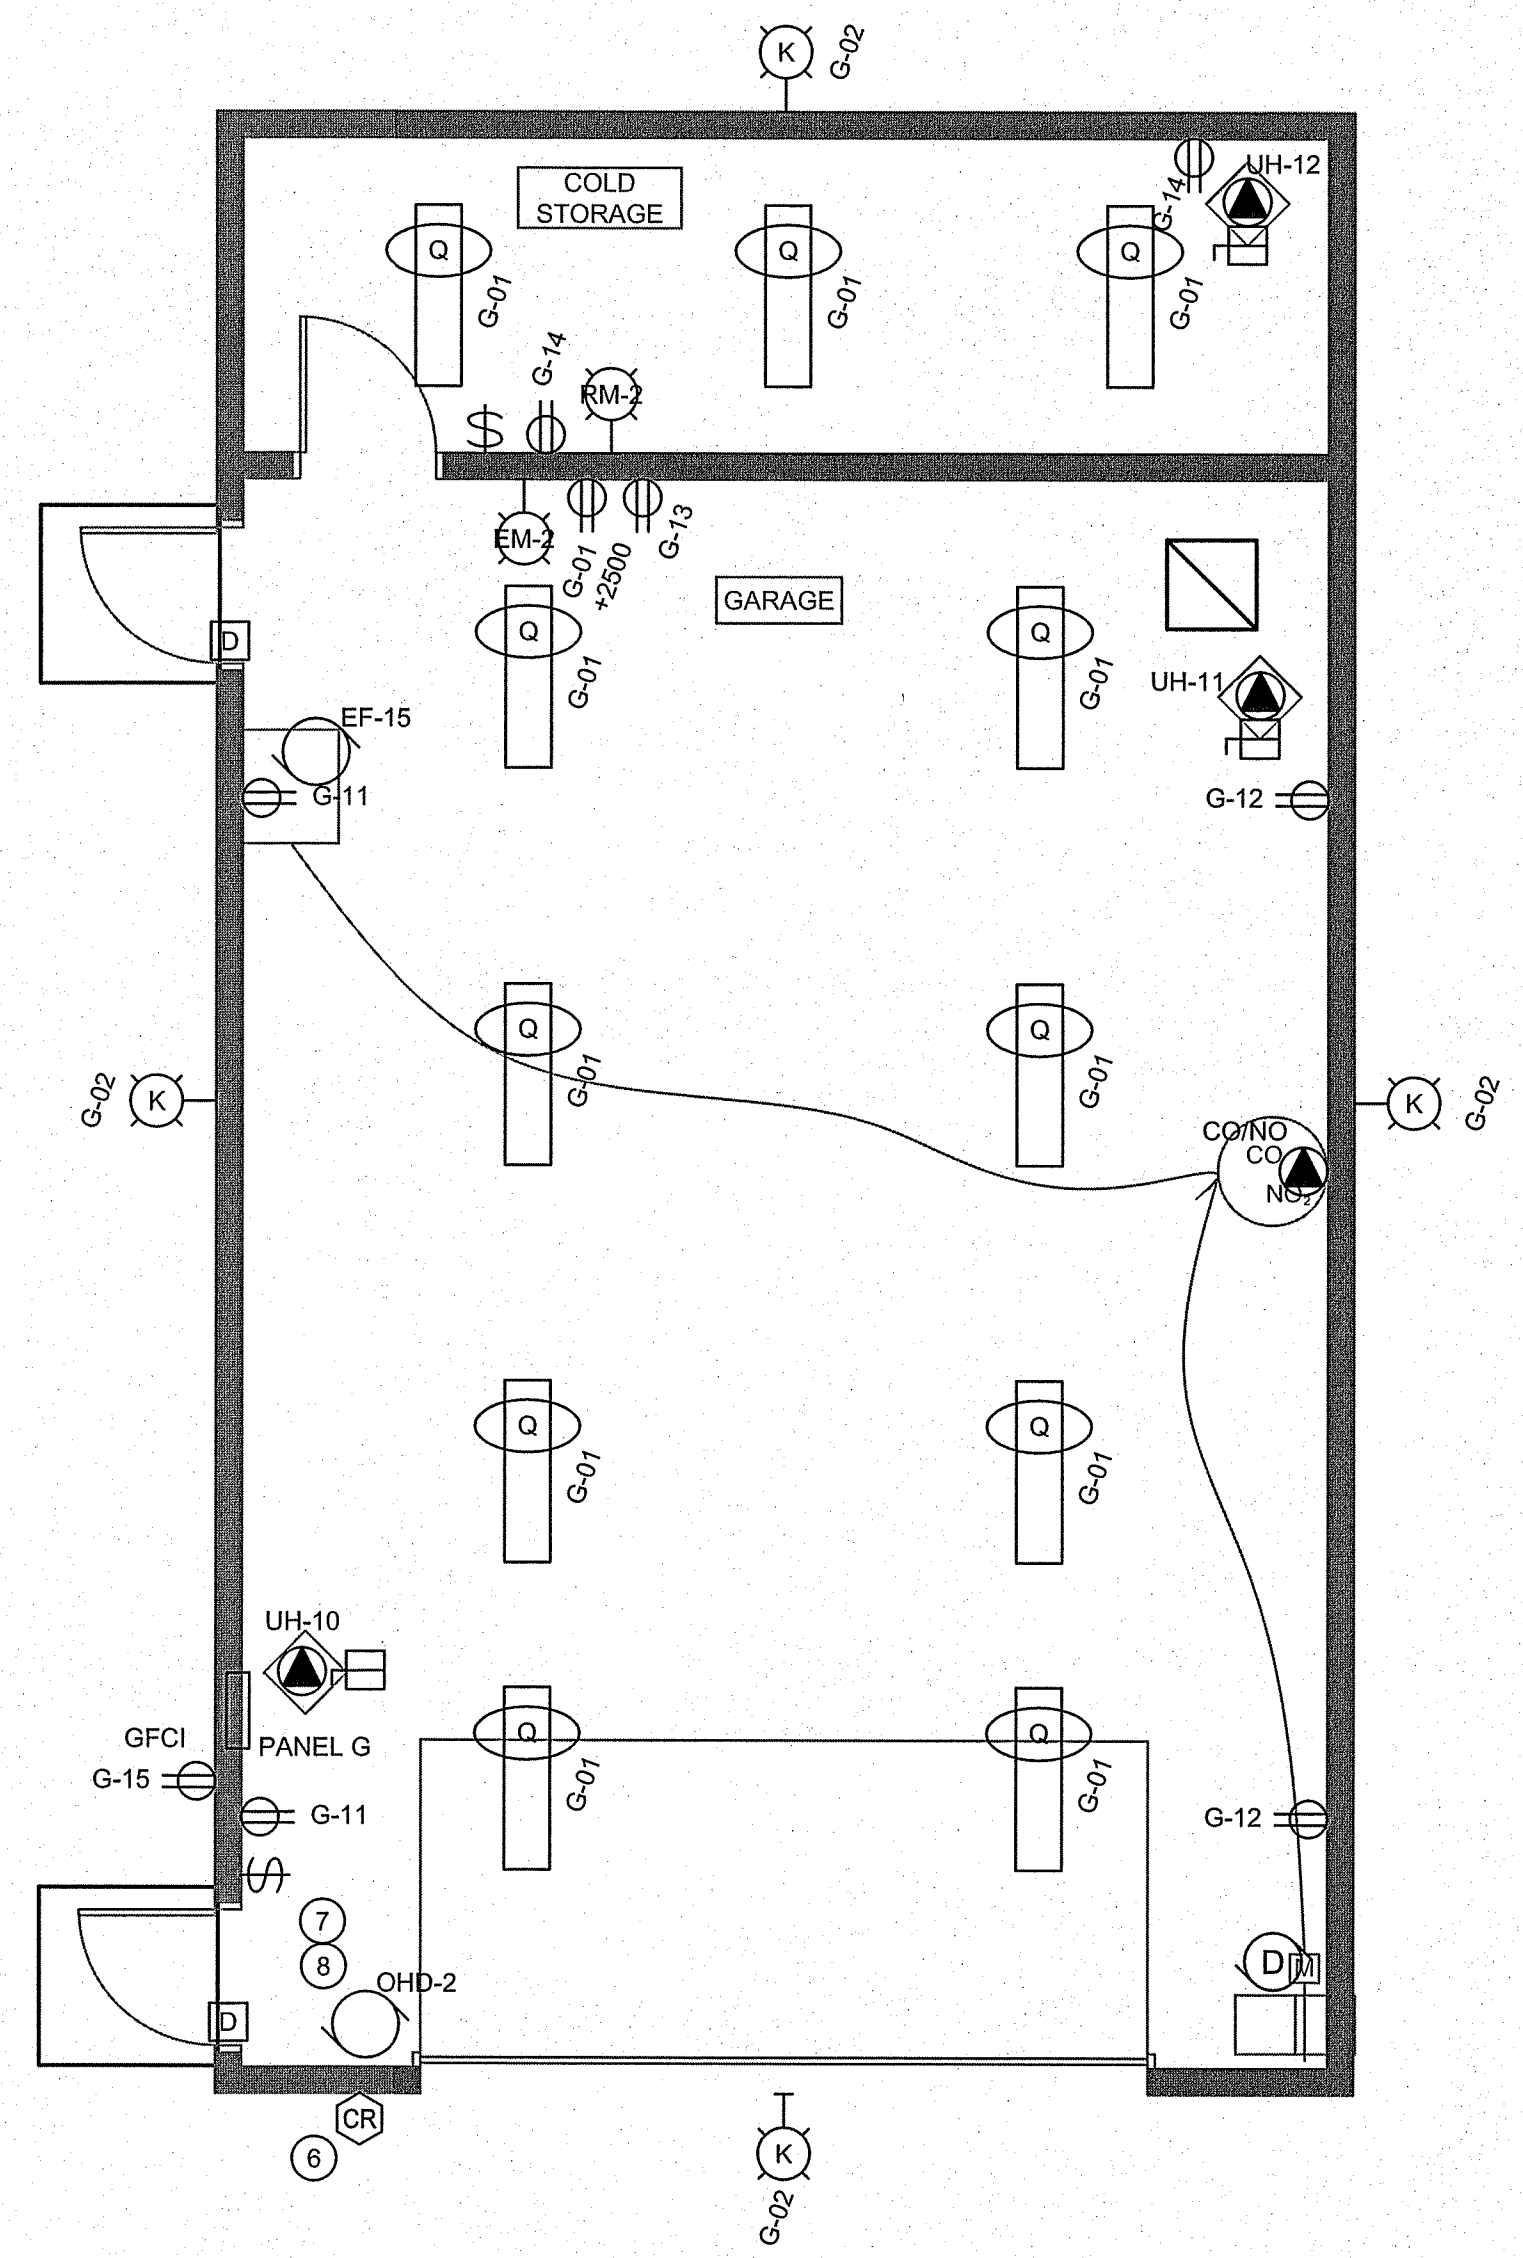 K
G-02
UH-12
COLD
STORAGE
G-14
Q
G-01
Q
G-01
Q
G-01
G-14
RM-2
$
EM-2
G-01
+2500
G-13
GARAGE
Q
G-01
Q
G-01
D
UH-11
EF-15
G-11
G-12
Q
G-01
Q
G-01
G-02
K
K
G-02
CO/NO
CO
NO₂
Q
G-01
Q
G-01
UH-10
GFCI
PANEL G
Q
G-01
Q
G-01
G-15
G-11
G-12
$
7
8
OHD-2
D
M
D
CR
6
K
G-02